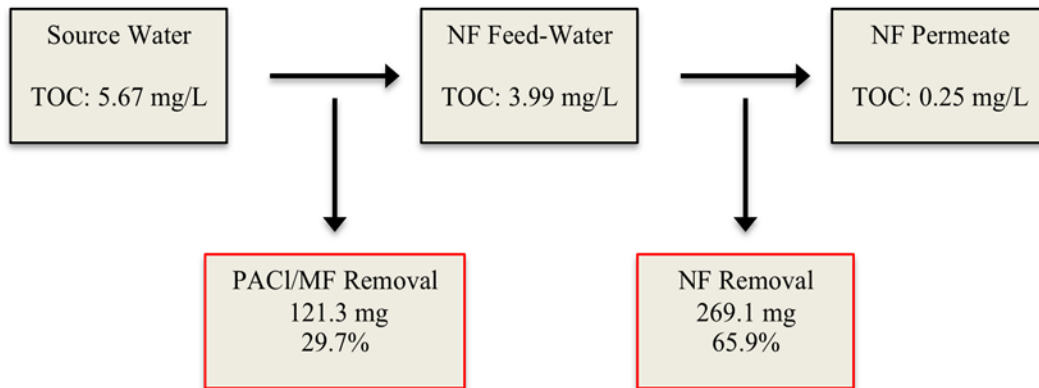 Source Water
TOC: 5.67 mg/L
NF Feed-Water
TOC: 3.99 mg/L
NF Permeate
TOC: 0.25 mg/L
PACl/MF Removal
121.3 mg
29.7%
NF Removal
269.1 mg
65.9%